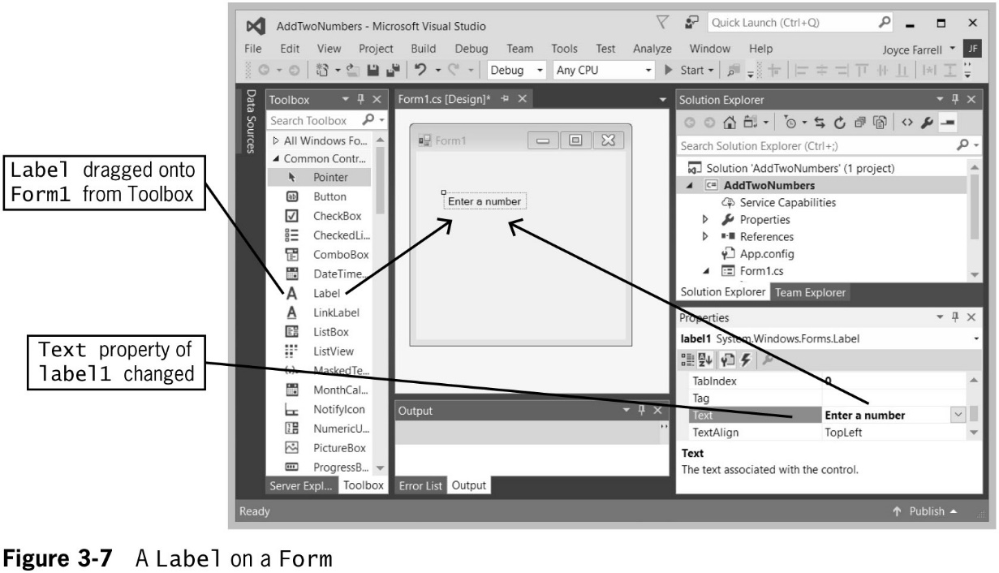 AddTwoNumbers - Microsoft Visual Studio
Quick Launch (Ctrl+Q)
File Edit View Project Build Debug Team Tools Test Analyze Window Help
Joyce Farrell JF
Debug Any CPU Start
Data Sources
Toolbox
Search Toolbox
All Windows Fo...
Common Contr...
Pointer
Button
CheckBox
CheckedLi...
ComboBox
DateTime...
Label
LinkLabel
ListBox
ListView
MaskedTe...
MonthCal...
NotifyIcon
NumericU...
PictureBox
ProgressB...
Server Expl... Toolbox
Label dragged onto
Form1 from Toolbox
Text property of
label1 changed
Form1.cs [Design]*
Form1
Enter a number
Output
Error List Output
Solution Explorer
Search Solution Explorer (Ctrl+;)
Solution 'AddTwoNumbers' (1 project)
AddTwoNumbers
Service Capabilities
Properties
References
App.config
Form1.cs
Solution Explorer Team Explorer
Properties
label1 System.Windows.Forms.Label
TabIndex 0
Tag
Text Enter a number
TextAlign TopLeft
Text
The text associated with the control.
Ready
Publish
Figure 3-7 A Label on a Form